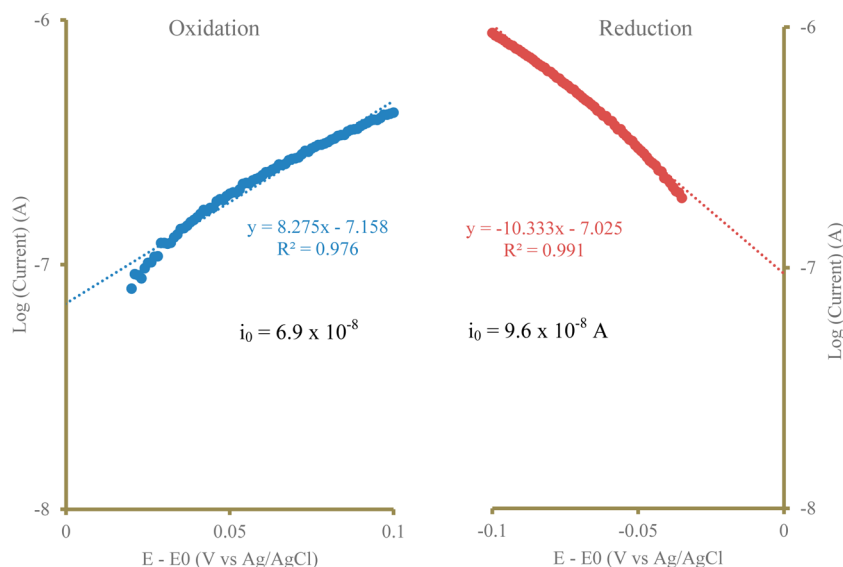 Oxidation
Reduction
-6
-7
-8
Log (Current) (A)
y = 8.275x - 7.158
R² = 0.976
i₀ = 6.9 x 10⁻⁸
0
0.05
0.1
E - E0 (V vs Ag/AgCl)
y = -10.333x - 7.025
R² = 0.991
i₀ = 9.6 x 10⁻⁸ A
-6
-7
-8
Log (Current) (A)
-0.1
-0.05
0
E - E0 (V vs Ag/AgCl